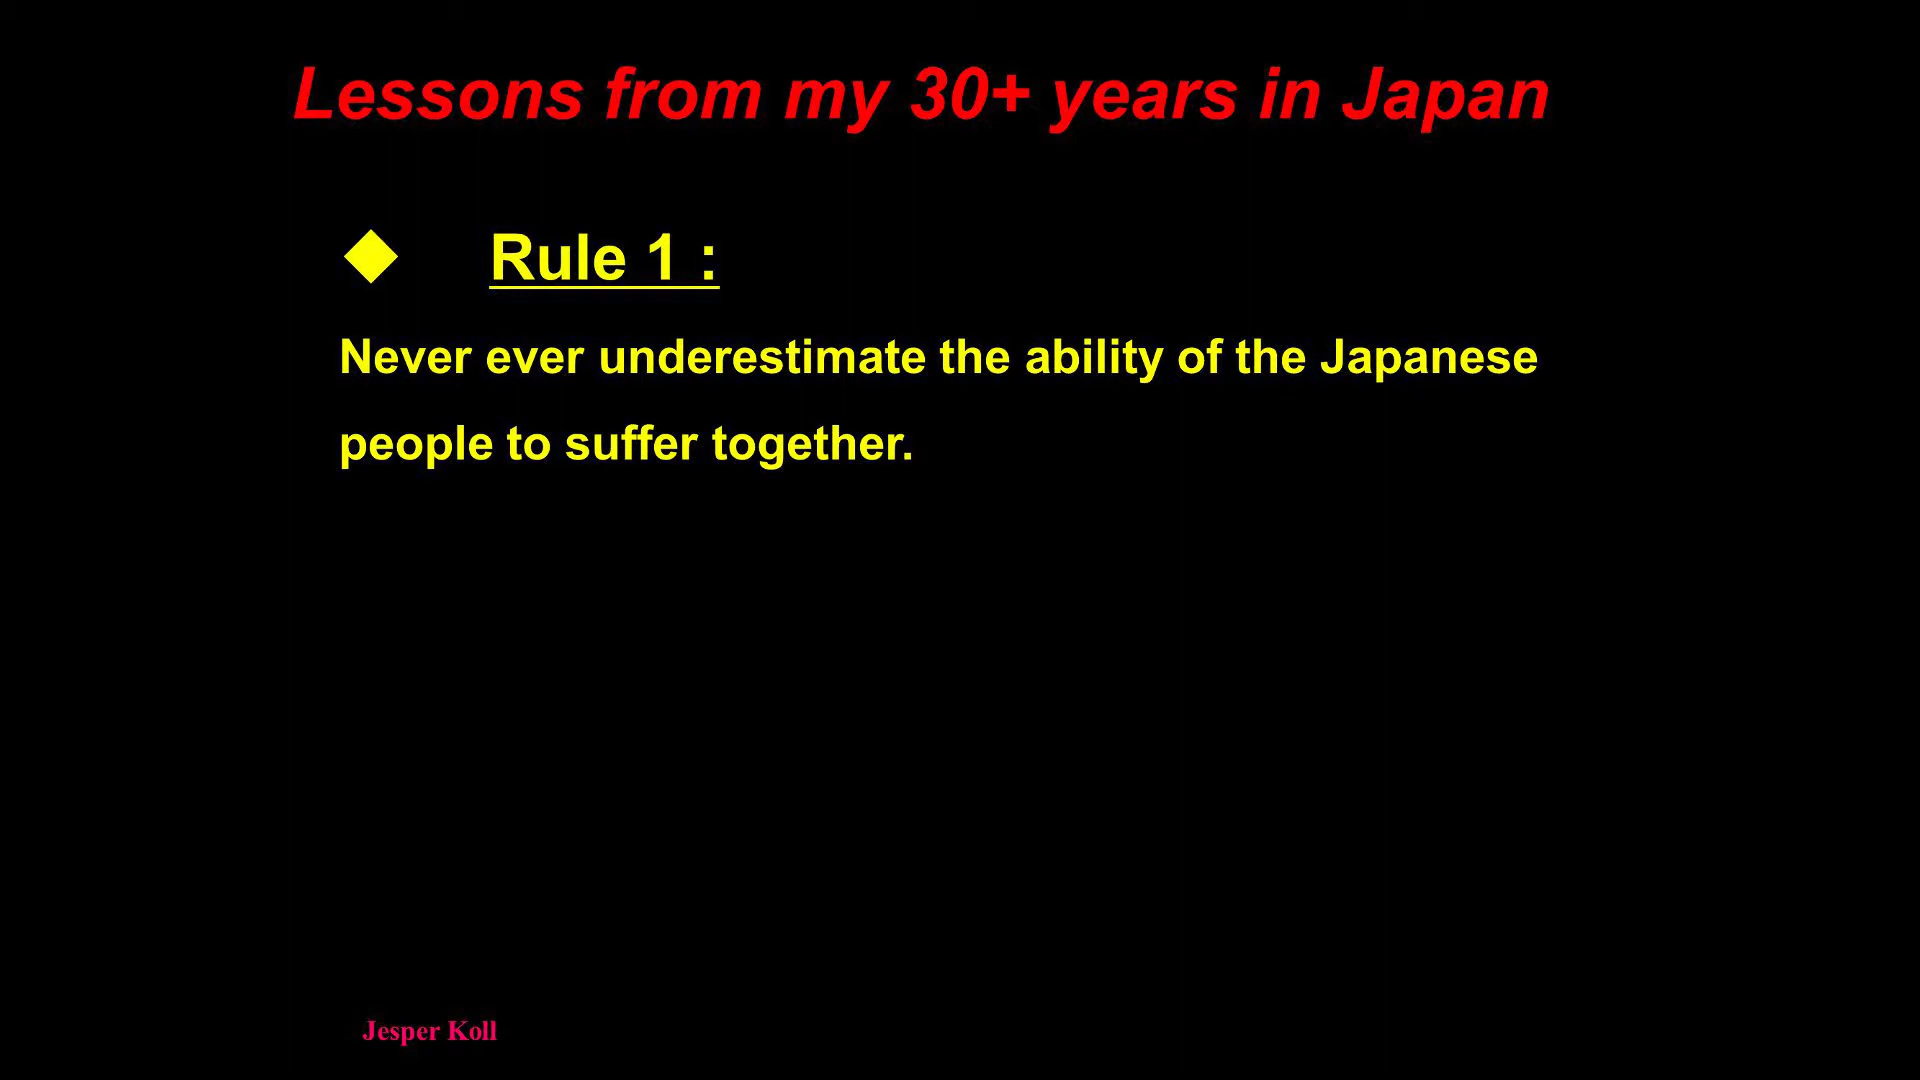 Lessons from my 30+ years in Japan
◆ Rule 1 :
Never ever underestimate the ability of the Japanese
people to suffer together.
Jesper Koll